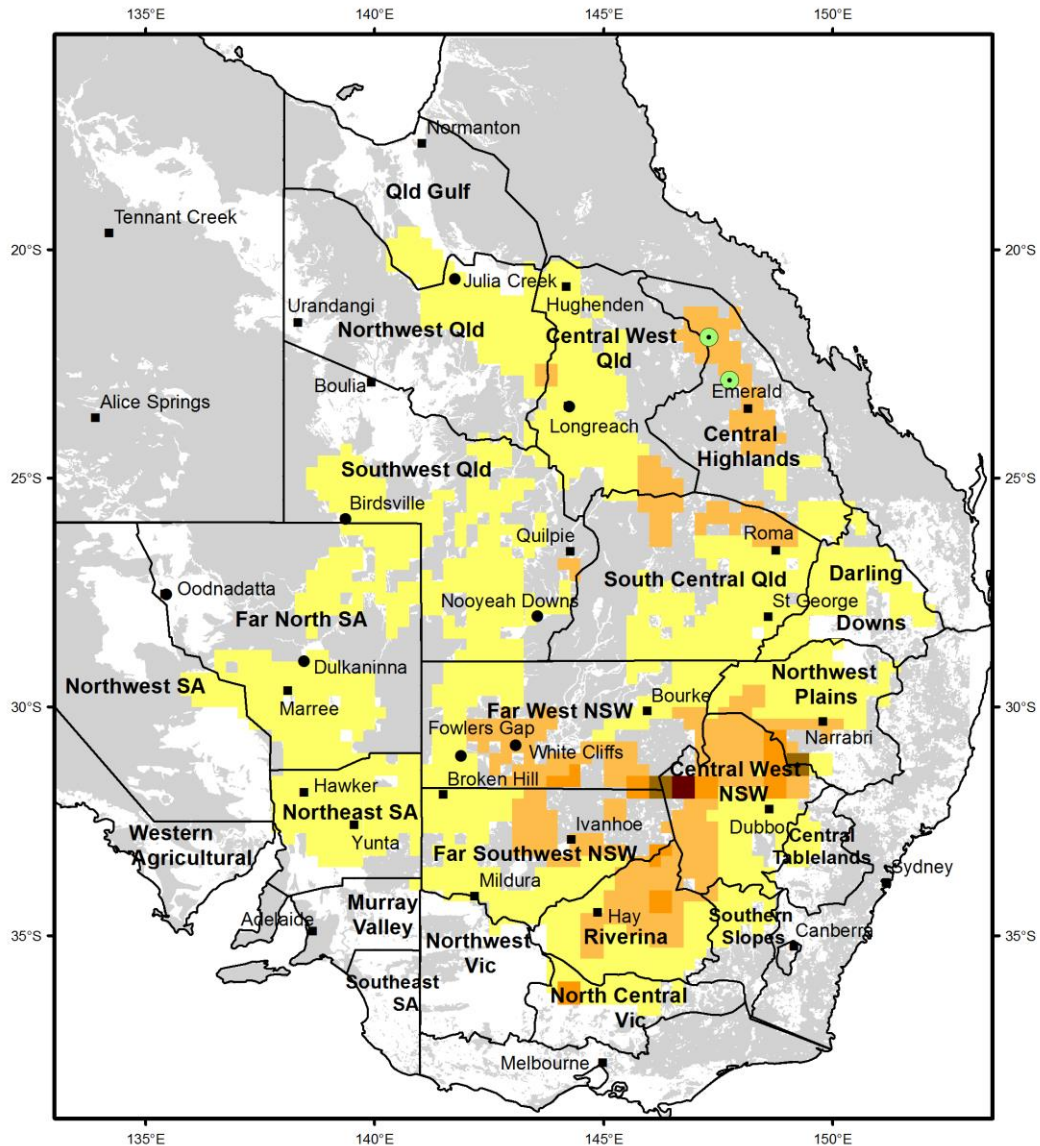 135°E 140°E 145°E 150°E
Normanton
Qld Gulf
Tennant Creek
20°S 20°S
Julia Creek
Urandangi
Hughenden
Northwest Qld
Central West
Qld
Boulia
Emerald
Alice Springs
Longreach
Central
Highlands
Southwest Qld
25°S 25°S
Birsdville
Quilpie
Roma
Oodnadatta
South Central Qld
Darling
Downs
Nooyeah Downs
St George
Far North SA
Dulkaninna
Northwest SA
Marree
Northwest
Plains
Bourke
Far West NSW
30°S 30°S
Fowlers Gap
White Cliffs
Narrabri
Broken Hill
Central West
NSW
Hawker
Northeast SA
Ivanhoe
Dubbo
Western
Agricultural
Yunta
Far Southwest NSW
Central
Tablelands
Sydney
Mildura
Murray
Valley
Hay
Riverina
Southern
Slopes
Adelaide
Canberra
35°S 35°S
Northwest
Vic
Southeast
SA
North Central
Vic
Melbourne
135°E 140°E 145°E 150°E